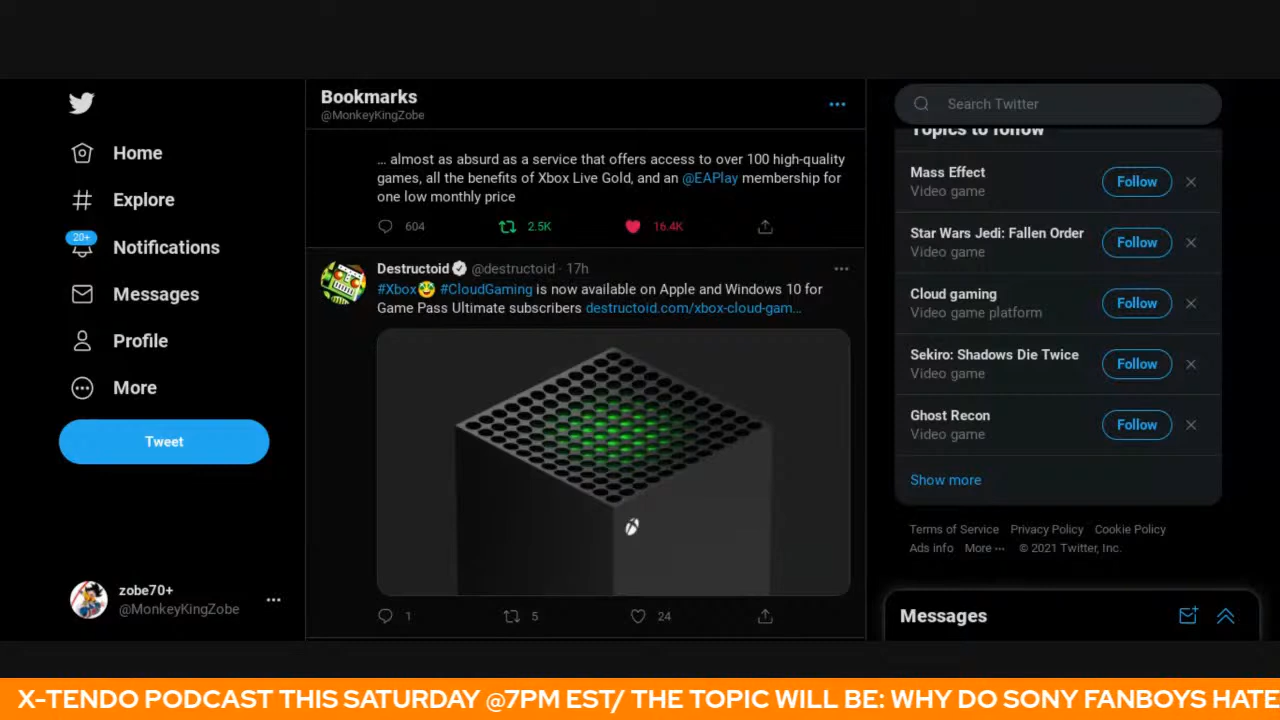 Home
Explore
20+
Notifications
Messages
Profile
More
Tweet
zobe70+
@MonkeyKingZobe
Bookmarks
@MonkeyKingZobe
... almost as absurd as a service that offers access to over 100 high-quality
games, all the benefits of Xbox Live Gold, and an @EAPlay membership for
one low monthly price
604 2.5K 16.4K
Destructoid @destructoid · 17h
#Xbox #CloudGaming is now available on Apple and Windows 10 for
Game Pass Ultimate subscribers destructoid.com/xbox-cloud-gam...
1 5 24
Search Twitter
Topics to follow
Mass Effect
Video game
Follow
Star Wars Jedi: Fallen Order
Video game
Follow
Cloud gaming
Video game platform
Follow
Sekiro: Shadows Die Twice
Video game
Follow
Ghost Recon
Video game
Follow
Show more
Terms of Service Privacy Policy Cookie Policy
Ads info More ··· © 2021 Twitter, Inc.
Messages
X-TENDO PODCAST THIS SATURDAY @7PM EST/ THE TOPIC WILL BE: WHY DO SONY FANBOYS HATE